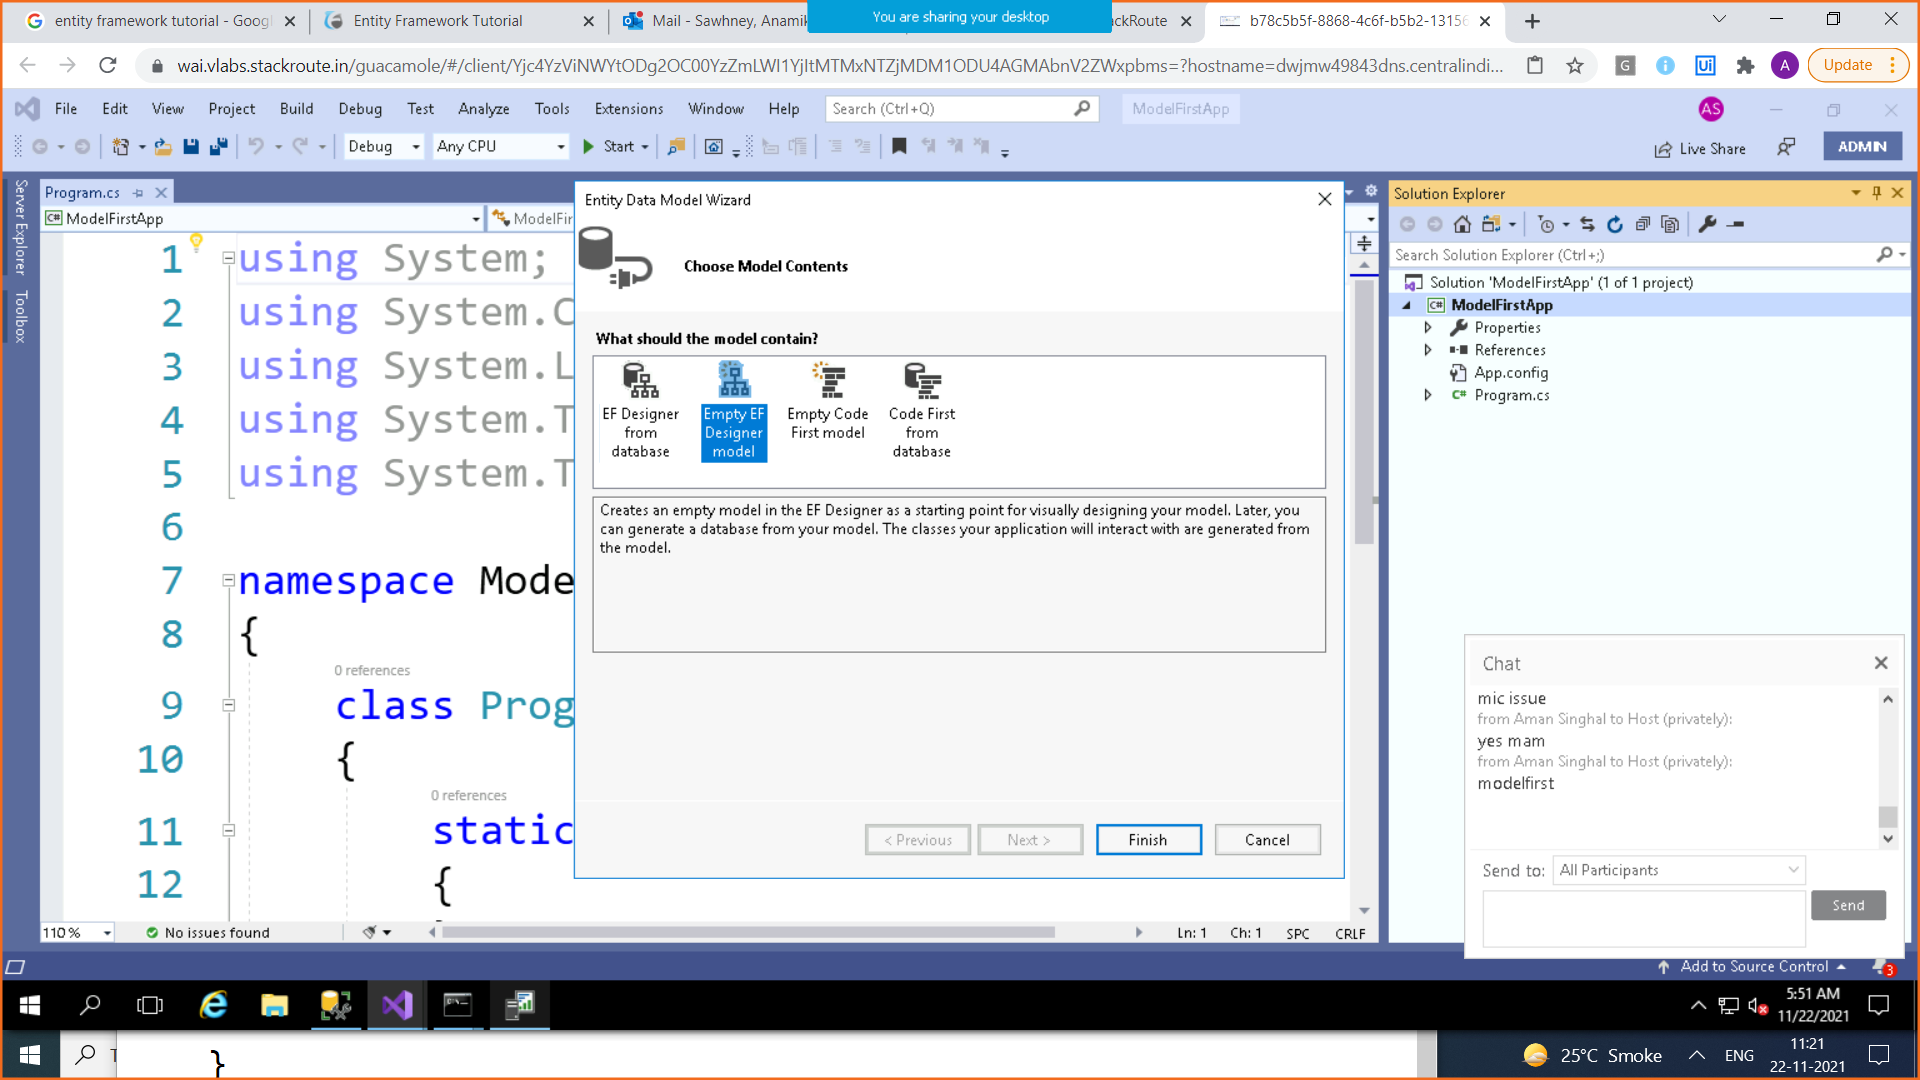 entity framework tutorial - Goog
Entity Framework Tutorial
Mail - Sawhney, Anamik
You are sharing your desktop
ckRoute
b78c5b5f-8868-4c6f-b5b2-13156
wai.vlabs.stackroute.in/guacamole/#/client/Yjc4YzViNWYtODg2OC00YzZmLWI1YjItMTMxNTZjMDM1ODU4AGMAbnV2ZWxpbms=?hostname=dwjmw49843dns.centralindi...
G
Ui
A
Update
File Edit View Project Build Debug Test Analyze Tools Extensions Window Help
Search (Ctrl+Q)
ModelFirstApp
AS
Debug
Any CPU
Start
Live Share
ADMIN
Server Explorer
Toolbox
Program.cs
ModelFirstApp
ModelFir
1 using System;
2 using System.C
3 using System.L
4 using System.T
5 using System.T
6
7 namespace Mode
8 {
0 references
9 class Prog
10 {
0 references
11 static
12 {
110 %
No issues found
Ln: 1 Ch: 1 SPC CRLF
Entity Data Model Wizard
Choose Model Contents
What should the model contain?
EF Designer from database
Empty EF Designer model
Empty Code First model
Code First from database
Creates an empty model in the EF Designer as a starting point for visually designing your model. Later, you
can generate a database from your model. The classes your application will interact with are generated from
the model.
< Previous
Next >
Finish
Cancel
Solution Explorer
Search Solution Explorer (Ctrl+;)
Solution 'ModelFirstApp' (1 of 1 project)
C# ModelFirstApp
Properties
References
App.config
C# Program.cs
Chat
mic issue
from Aman Singhal to Host (privately):
yes mam
from Aman Singhal to Host (privately):
modelfirst
Send to: All Participants
Send
Add to Source Control
3
5:51 AM
11/22/2021
}
25°C Smoke
ENG
11:21
22-11-2021